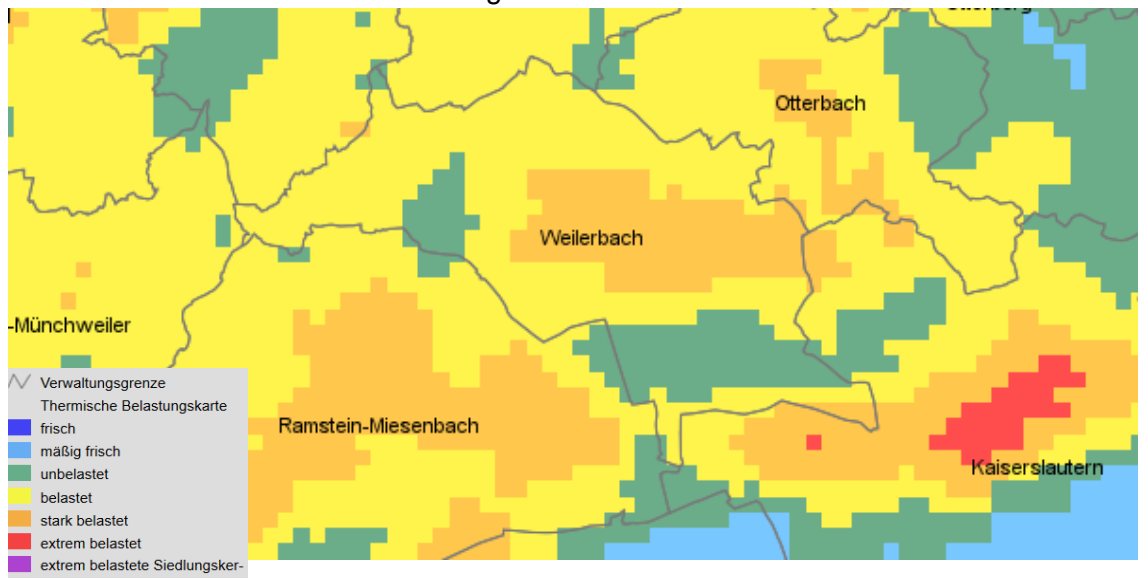 Otterberg
Otterbach
Weilerbach
-Münchweiler
Ramstein-Miesenbach
Kaiserslautern
Verwaltungsgrenze
Thermische Belastungskarte
frisch
mäßig frisch
unbelastet
belastet
stark belastet
extrem belastet
extrem belastete Siedlungsker-